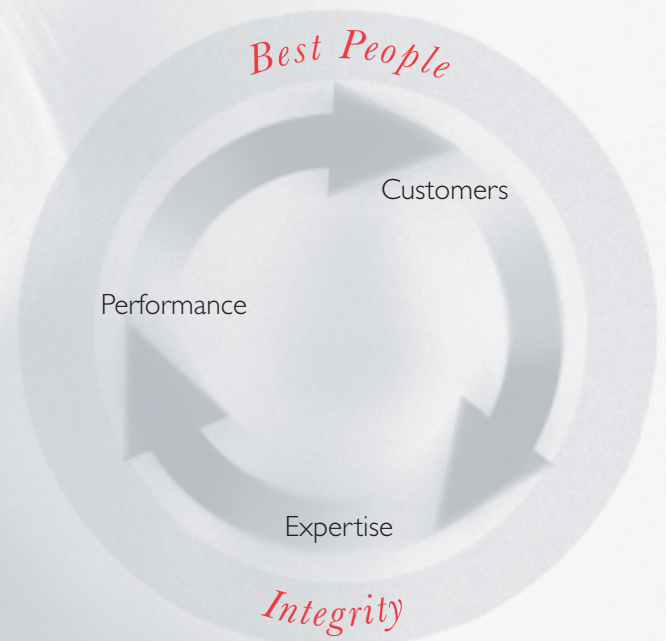 Best People
Customers
Performance
Expertise
Integrity